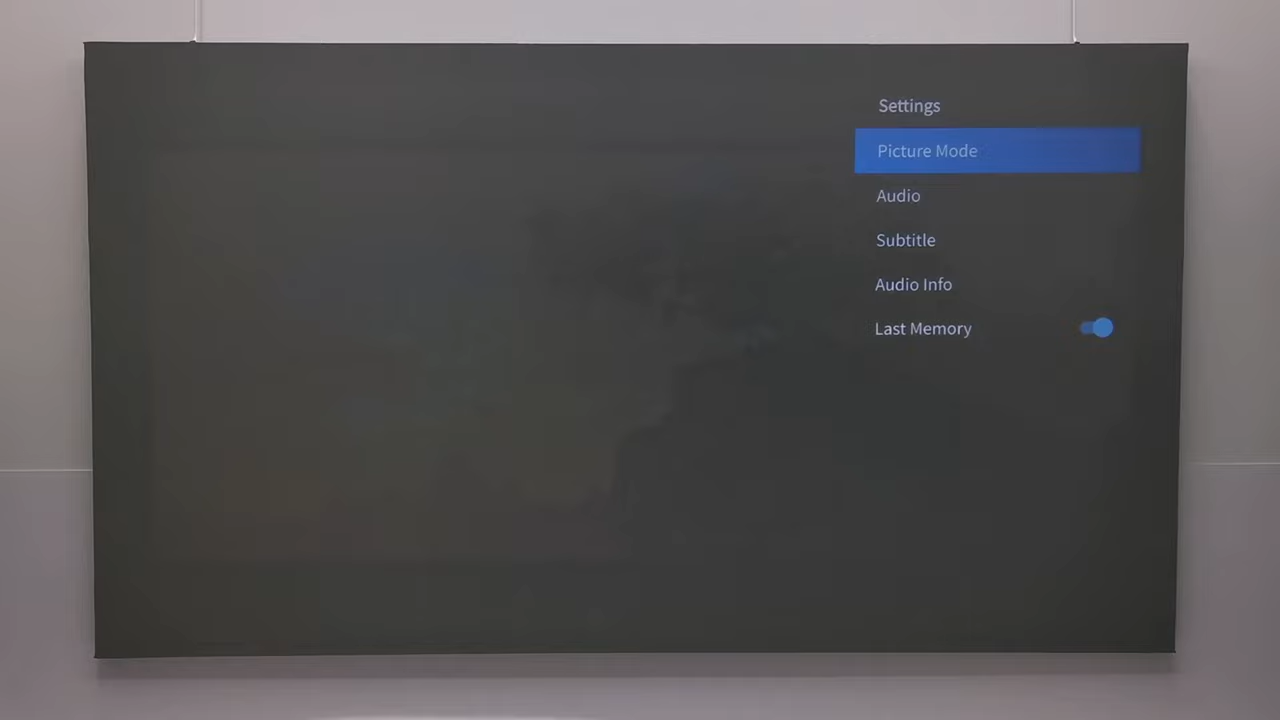 Settings
Picture Mode
Audio
Subtitle
Audio Info
Last Memory